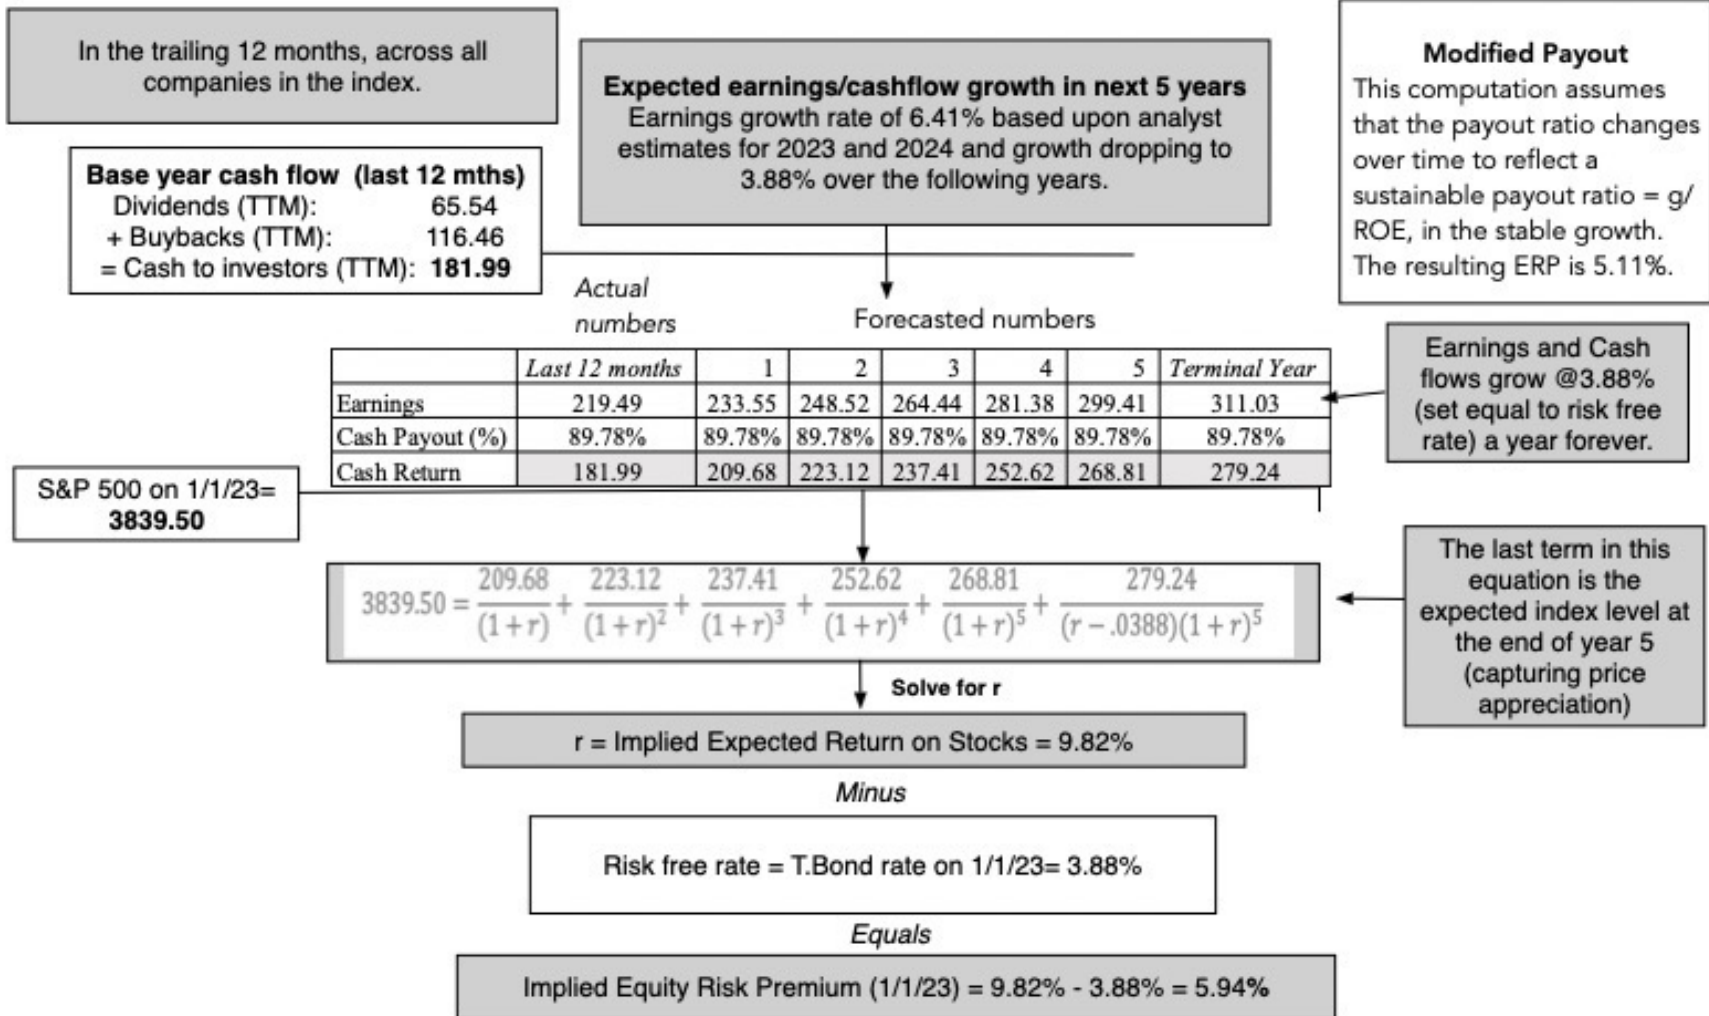 In the trailing 12 months, across all
companies in the index.
Expected earnings/cashflow growth in next 5 years
Earnings growth rate of 6.41% based upon analyst
estimates for 2023 and 2024 and growth dropping to
3.88% over the following years.
Modified Payout
This computation assumes
that the payout ratio changes
over time to reflect a
sustainable payout ratio = g/
ROE, in the stable growth.
The resulting ERP is 5.11%.
Base year cash flow (last 12 mths)
Dividends (TTM): 65.54
+ Buybacks (TTM): 116.46
= Cash to investors (TTM): 181.99
Actual
numbers
Forecasted numbers
Last 12 months 1 2 3 4 5 Terminal Year
Earnings 219.49 233.55 248.52 264.44 281.38 299.41 311.03
Cash Payout (%) 89.78% 89.78% 89.78% 89.78% 89.78% 89.78% 89.78%
Cash Return 181.99 209.68 223.12 237.41 252.62 268.81 279.24
Earnings and Cash
flows grow @3.88%
(set equal to risk free
rate) a year forever.
S&P 500 on 1/1/23=
3839.50
3839.50 = 209.68/(1+r) + 223.12/(1+r)² + 237.41/(1+r)³ + 252.62/(1+r)⁴ + 268.81/(1+r)⁵ + 279.24/(r−.0388)(1+r)⁵
The last term in this
equation is the
expected index level at
the end of year 5
(capturing price
appreciation)
Solve for r
r = Implied Expected Return on Stocks = 9.82%
Minus
Risk free rate = T.Bond rate on 1/1/23= 3.88%
Equals
Implied Equity Risk Premium (1/1/23) = 9.82% - 3.88% = 5.94%